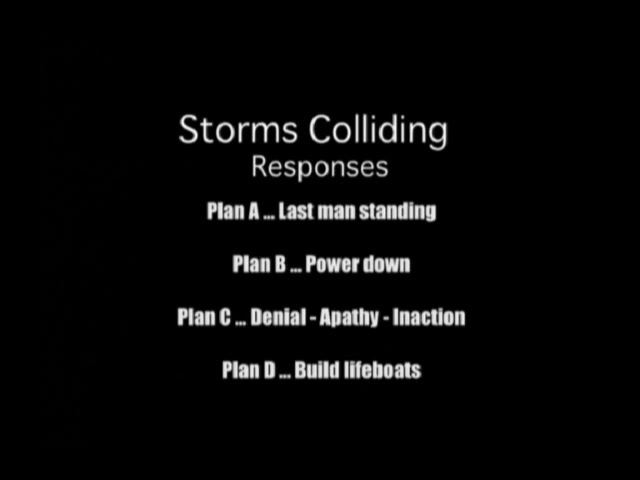 Storms Colliding
Responses
Plan A ... Last man standing
Plan B ... Power down
Plan C ... Denial - Apathy - Inaction
Plan D ... Build lifeboats